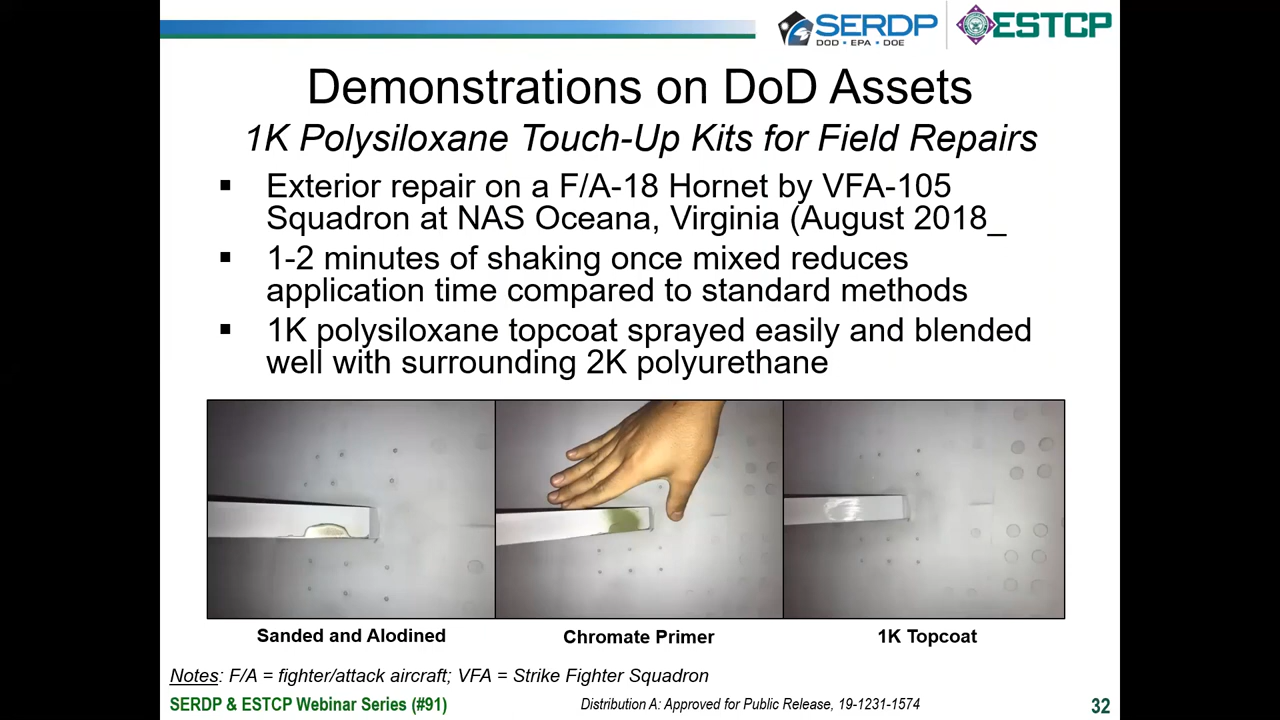 SERDP
DOD • EPA • DOE
ESTCP
Demonstrations on DoD Assets
1K Polysiloxane Touch-Up Kits for Field Repairs
▪ Exterior repair on a F/A-18 Hornet by VFA-105
Squadron at NAS Oceana, Virginia (August 2018_
▪ 1-2 minutes of shaking once mixed reduces
application time compared to standard methods
▪ 1K polysiloxane topcoat sprayed easily and blended
well with surrounding 2K polyurethane
Sanded and Alodined
Chromate Primer
1K Topcoat
Notes: F/A = fighter/attack aircraft; VFA = Strike Fighter Squadron
SERDP & ESTCP Webinar Series (#91)
Distribution A: Approved for Public Release, 19-1231-1574
32